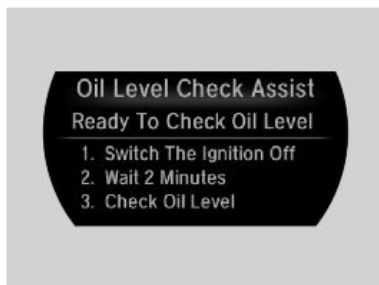 Oil Level Check Assist
Ready To Check Oil Level
1. Switch The Ignition Off
2. Wait 2 Minutes
3. Check Oil Level